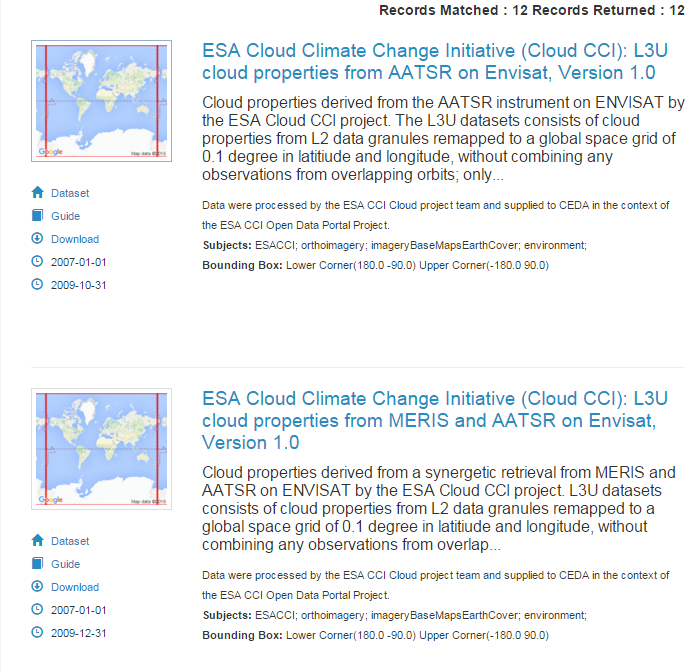 Records Matched : 12 Records Returned : 12
ESA Cloud Climate Change Initiative (Cloud CCI): L3U
cloud properties from AATSR on Envisat, Version 1.0
Cloud properties derived from the AATSR instrument on ENVISAT by
the ESA Cloud CCI project. The L3U datasets consists of cloud
properties from L2 data granules remapped to a global space grid of
0.1 degree in latitiude and longitude, without combining any
observations from overlapping orbits; only...
Data were processed by the ESA CCI Cloud project team and supplied to CEDA in the context of
the ESA CCI Open Data Portal Project.
Subjects: ESACCI; orthoimagery; imageryBaseMapsEarthCover; environment;
Bounding Box: Lower Corner(180.0 -90.0) Upper Corner(-180.0 90.0)
Google
Dataset
Guide
Download
2007-01-01
2009-10-31
ESA Cloud Climate Change Initiative (Cloud CCI): L3U
cloud properties from MERIS and AATSR on Envisat,
Version 1.0
Cloud properties derived from a synergetic retrieval from MERIS and
AATSR on ENVISAT by the ESA Cloud CCI project. L3U datasets
consists of cloud properties from L2 data granules remapped to a
global space grid of 0.1 degree in latitiude and longitude, without
combining any observations from overlap...
Data were processed by the ESA CCI Cloud project team and supplied to CEDA in the context of
the ESA CCI Open Data Portal Project.
Subjects: ESACCI; orthoimagery; imageryBaseMapsEarthCover; environment;
Bounding Box: Lower Corner(180.0 -90.0) Upper Corner(-180.0 90.0)
Google
Dataset
Guide
Download
2007-01-01
2009-12-31